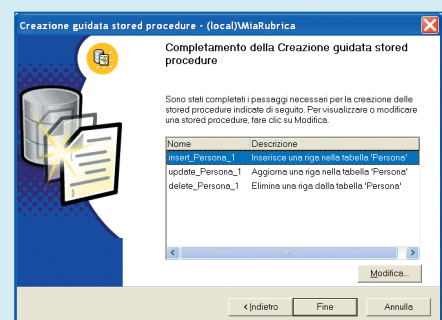 Creazione guidata stored procedure - (local)\MiaRubrica
Completamento della Creazione guidata stored
procedure
Sono stati completati i passaggi necessari per la creazione delle
stored procedure indicate di seguito. Per visualizzare o modificare
una stored procedure, fare clic su Modifica.
Nome Descrizione
insert_Persona_1 Inserisce una riga nella tabella 'Persona'
update_Persona_1 Aggiorna una riga nella tabella 'Persona'
delete_Persona_1 Elimina una riga dalla tabella 'Persona'
Modifica...
< Indietro
Fine
Annulla